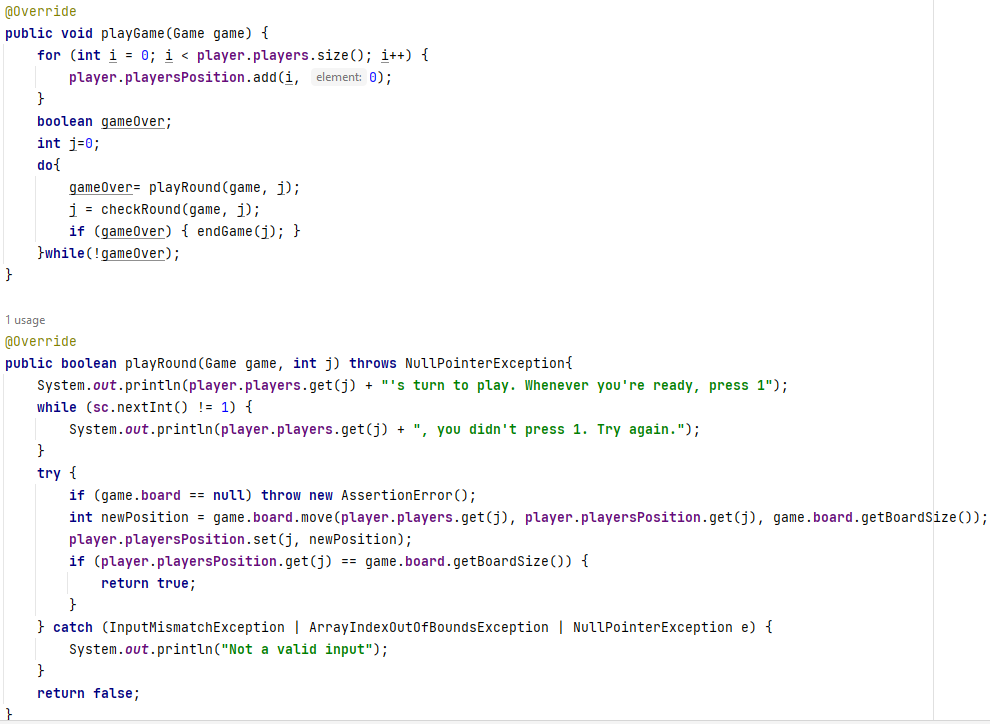 @Override
public void playGame(Game game) {
    for (int i = 0; i < player.players.size(); i++) {
        player.playersPosition.add(i, element: 0);
    }
    boolean gameOver;
    int j=0;
    do{
        gameOver= playRound(game, j);
        j = checkRound(game, j);
        if (gameOver) { endGame(j); }
    }while(!gameOver);
}
1 usage
@Override
public boolean playRound(Game game, int j) throws NullPointerException{
    System.out.println(player.players.get(j) + "'s turn to play. Whenever you're ready, press 1");
    while (sc.nextInt() != 1) {
        System.out.println(player.players.get(j) + ", you didn't press 1. Try again.");
    }
    try {
        if (game.board == null) throw new AssertionError();
        int newPosition = game.board.move(player.players.get(j), player.playersPosition.get(j), game.board.getBoardSize());
        player.playersPosition.set(j, newPosition);
        if (player.playersPosition.get(j) == game.board.getBoardSize()) {
            return true;
        }
    } catch (InputMismatchException | ArrayIndexOutOfBoundsException | NullPointerException e) {
        System.out.println("Not a valid input");
    }
    return false;
}